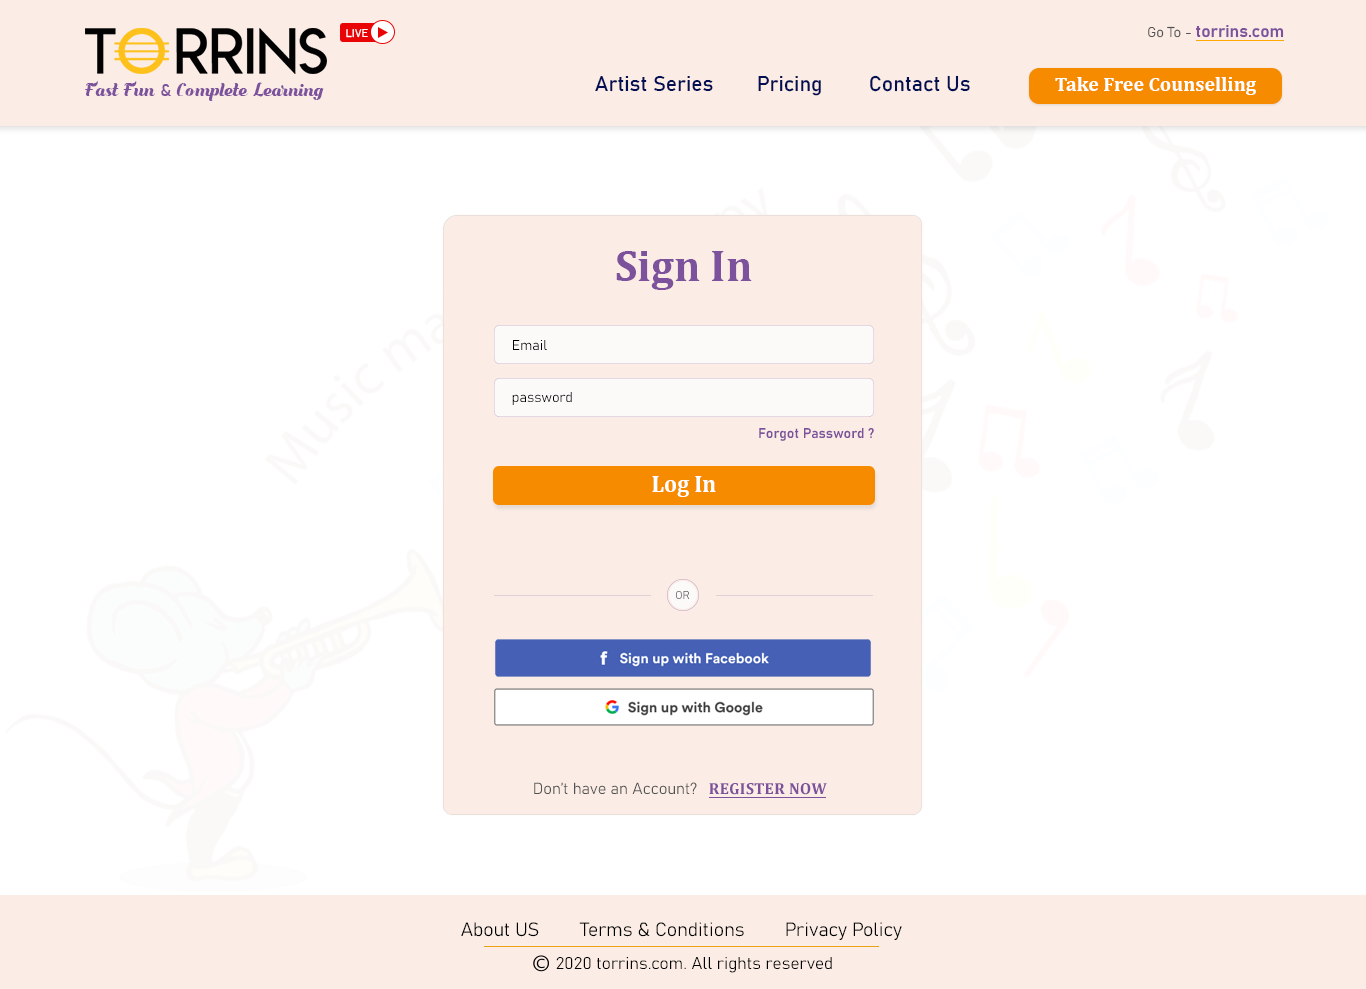 TORRINS
LIVE
Fast Fun & Complete Learning
Go To - torrins.com
Artist Series
Pricing
Contact Us
Take Free Counselling
Music ma
ny
Sign In
Email
password
Forgot Password ?
Log In
OR
f Sign up with Facebook
G Sign up with Google
Don't have an Account? REGISTER NOW
About US
Terms & Conditions
Privacy Policy
© 2020 torrins.com. All rights reserved